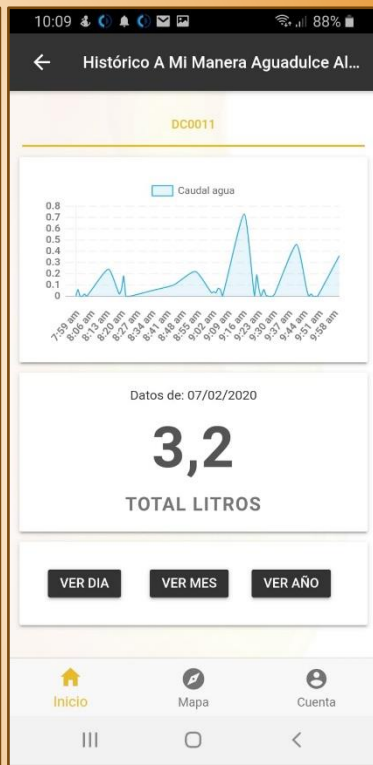 10:09 88%
Histórico A Mi Manera Aguadulce Al...
DC0011
Caudal agua
0.8
0.7
0.6
0.5
0.4
0.3
0.2
0.1
0
7:59 am
8:06 am
8:13 am
8:20 am
8:27 am
8:34 am
8:41 am
8:48 am
8:55 am
9:02 am
9:09 am
9:16 am
9:23 am
9:30 am
9:37 am
9:44 am
9:51 am
9:58 am
Datos de: 07/02/2020
3,2
TOTAL LITROS
VER DIA VER MES VER AÑO
Inicio Mapa Cuenta